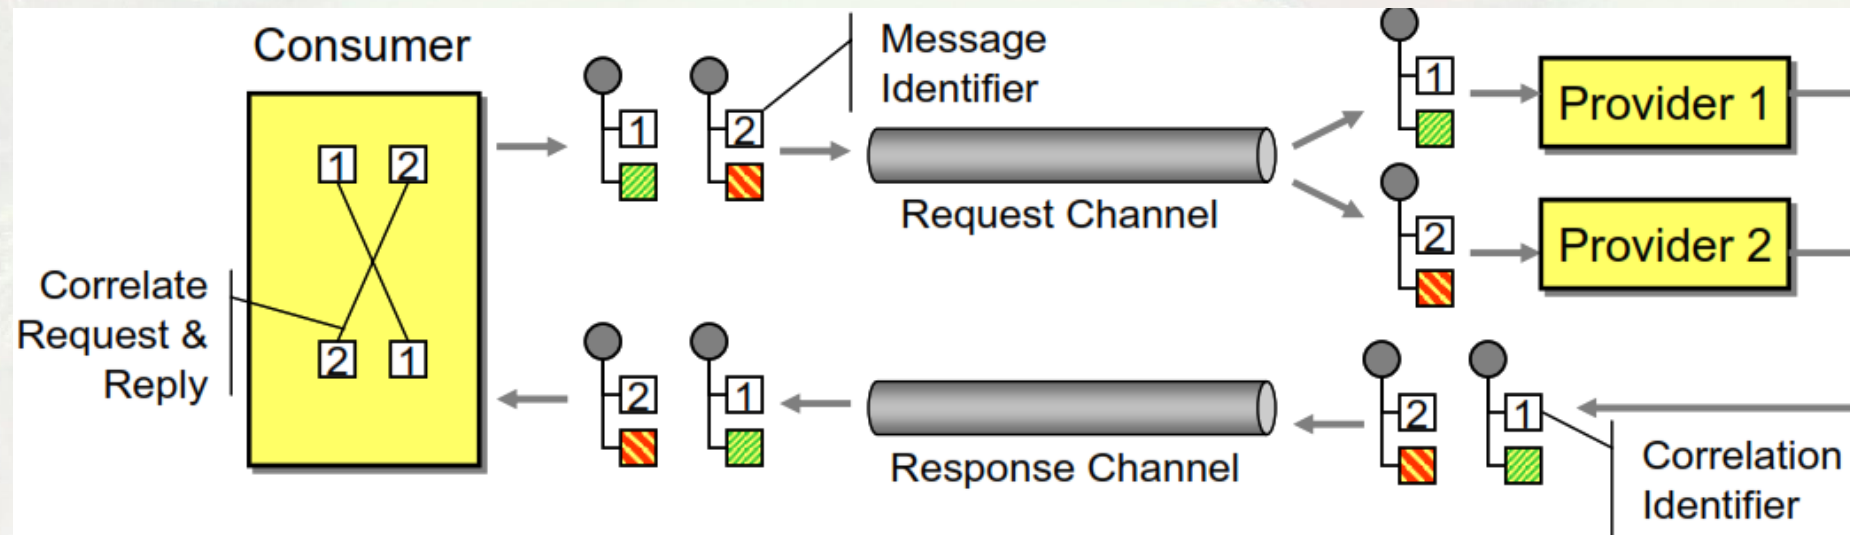 Consumer
Message
Identifier
1
2
1
Provider 1
1 2
Request Channel
2
Provider 2
Correlate
Request &
Reply
2 1
2
1
Response Channel
2
1
Correlation
Identifier